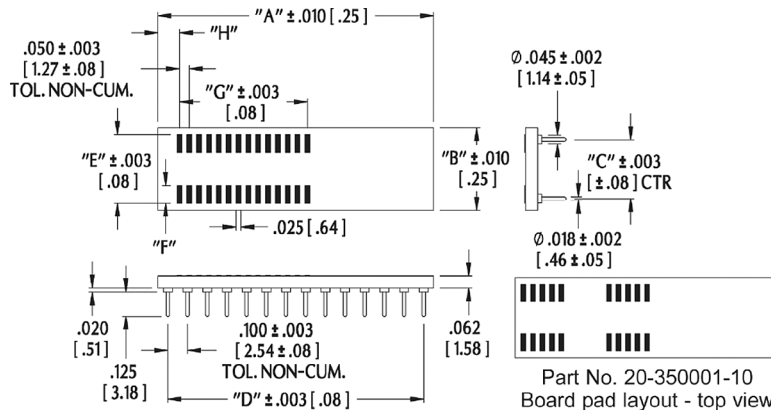 "A" ±.010 [.25]
"H"
.050 ±.003
[1.27 ±.08]
TOL. NON-CUM.
"G" ±.003
[.08]
Ø .045 ±.002
[1.14 ±.05]
"E" ±.003
[.08]
"B" ±.010
[.25]
"C" ±.003
[±.08] CTR
"F"
.025 [.64]
Ø .018 ±.002
[.46 ±.05]
.020
[.51]
.125
[3.18]
.100 ±.003
[2.54 ±.08]
TOL. NON-CUM.
.062
[1.58]
"D" ±.003 [.08]
Part No. 20-350001-10
Board pad layout - top view